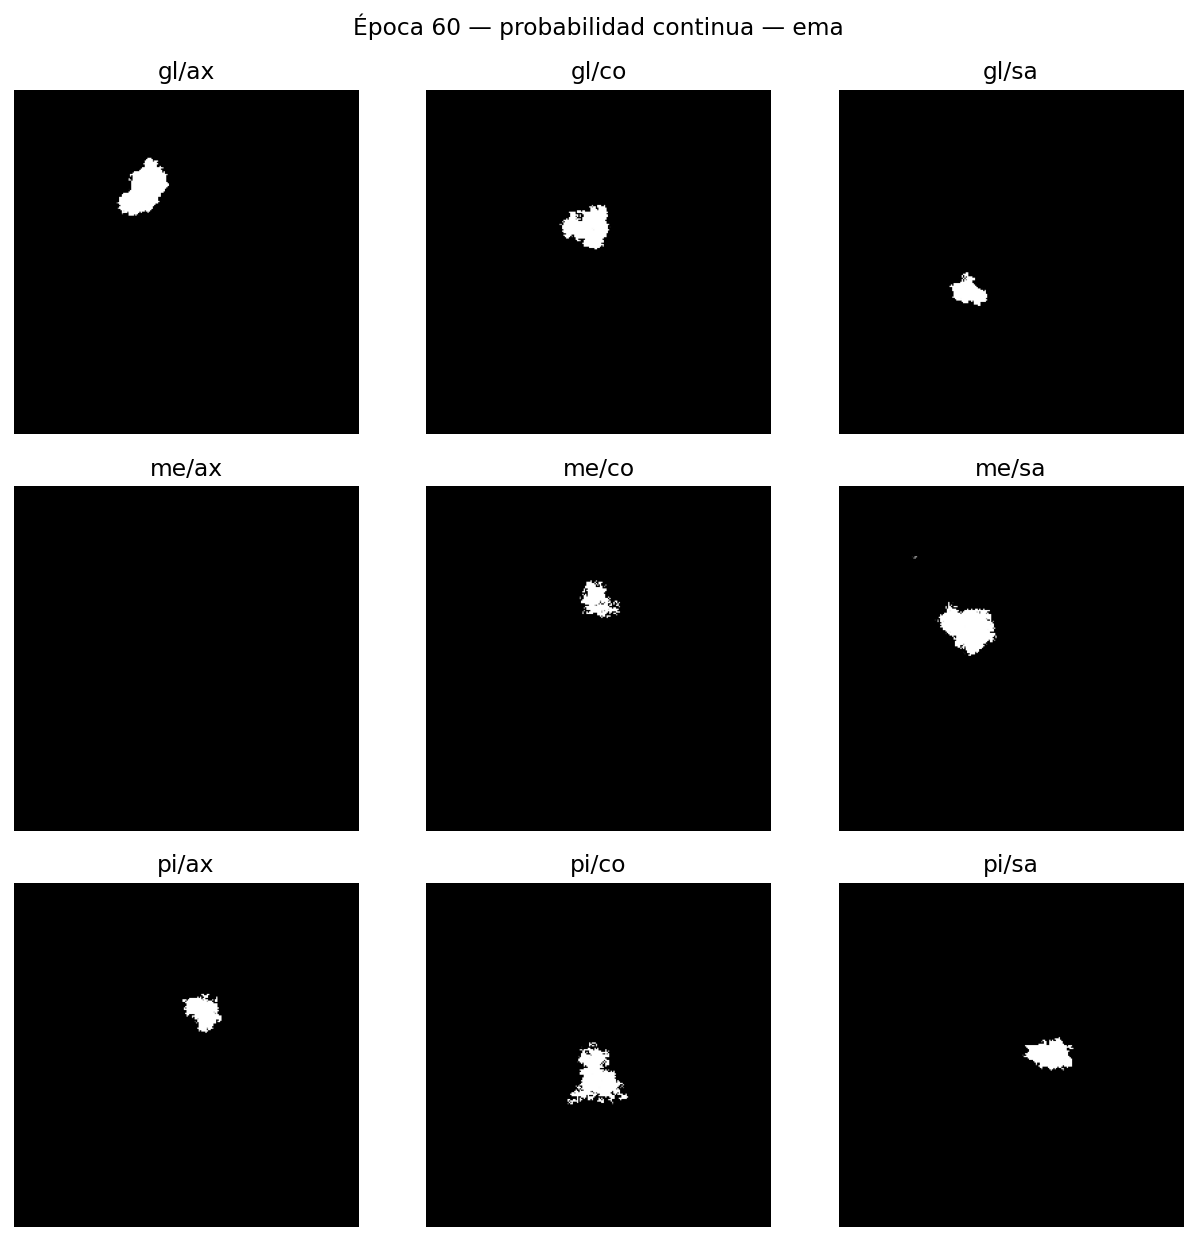 Época 60 — probabilidad continua — ema
gl/ax
gl/co
gl/sa
me/ax
me/co
me/sa
pi/ax
pi/co
pi/sa